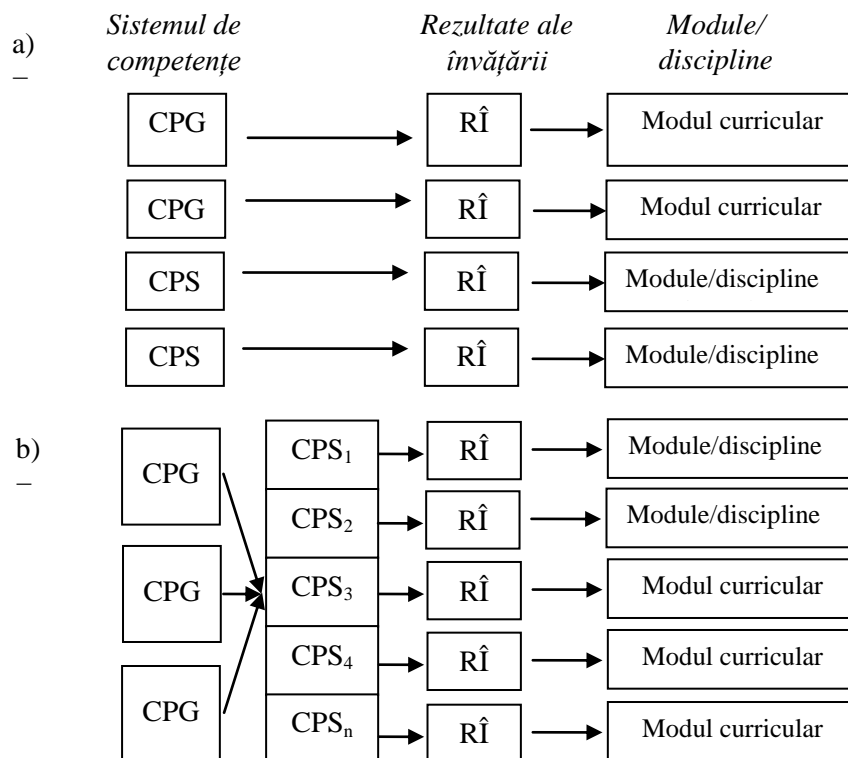 a)
–
Sistemul de
competențe
Rezultate ale
învățării
Module/
discipline
CPG
RÎ
Modul curricular
CPG
RÎ
Modul curricular
CPS
RÎ
Module/discipline
CPS
RÎ
Module/discipline
b)
–
CPG
CPG
CPG
CPS₁
RÎ
Module/discipline
CPS₂
RÎ
Module/discipline
CPS₃
RÎ
Modul curricular
CPS₄
RÎ
Modul curricular
CPSₙ
RÎ
Modul curricular